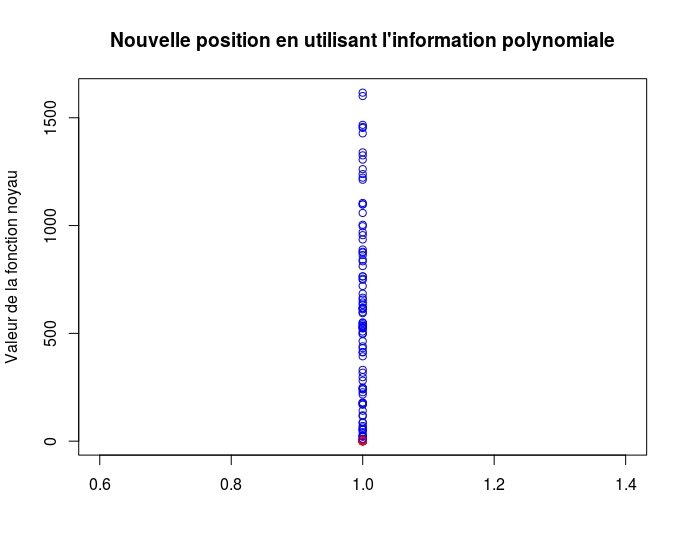 Nouvelle position en utilisant l'information polynomiale
Valeur de la fonction noyau
1500
1000
500
0
0.6 0.8 1.0 1.2 1.4